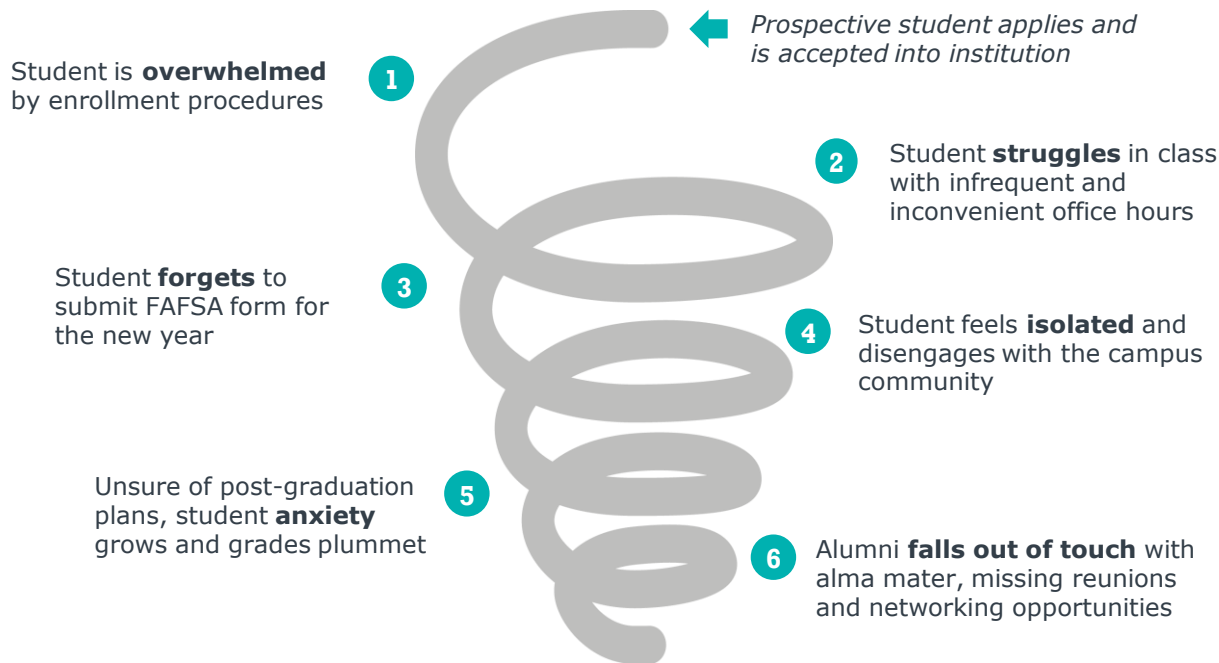 Prospective student applies and
is accepted into institution
Student is overwhelmed
by enrollment procedures
1
2
Student struggles in class
with infrequent and
inconvenient office hours
Student forgets to
submit FAFSA form for
the new year
3
4
Student feels isolated and
disengages with the campus
community
Unsure of post-graduation
plans, student anxiety
grows and grades plummet
5
6
Alumni falls out of touch with
alma mater, missing reunions
and networking opportunities